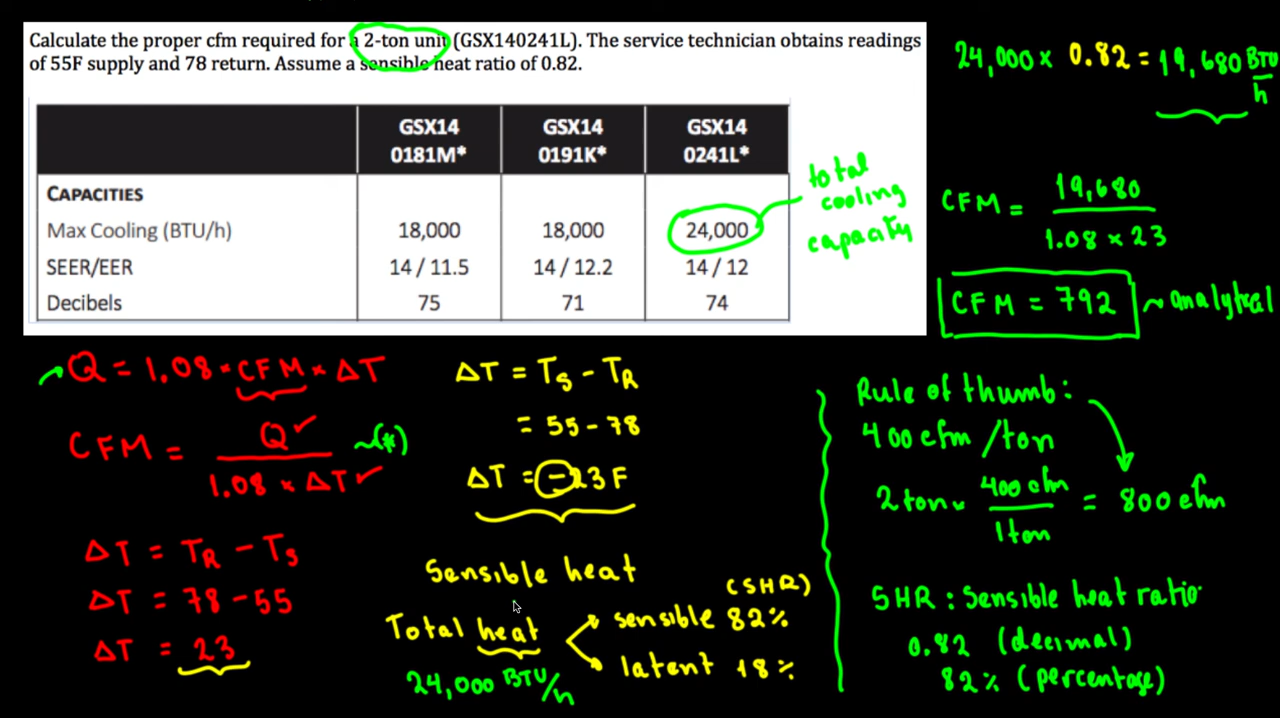 Calculate the proper cfm required for a 2-ton unit (GSX140241L). The service technician obtains readings
of 55F supply and 78 return. Assume a sensible heat ratio of 0.82.
GSX14 GSX14 GSX14
0181M* 0191K* 0241L*
CAPACITIES
Max Cooling (BTU/h) 18,000 18,000 24,000
SEER/EER 14 / 11.5 14 / 12.2 14 / 12
Decibels 75 71 74
total
cooling
capacity
24,000 × 0.82 = 19,680 BTU/h
CFM = 19,680 / 1.08 × 23
CFM = 792 ~ analytical
Q = 1.08 * CFM × ΔT
CFM = Q / 1.08 × ΔT ~(*)
ΔT = TR - TS
ΔT = 78 - 55
ΔT = 23
ΔT = TS - TR
= 55 - 78
ΔT = -23 F
Sensible heat
Total heat
24,000 BTU/h
(SHR)
sensible 82%
latent 18%
Rule of thumb:
400 cfm /ton
2 ton × 400 cfm / 1 ton = 800 cfm
SHR : Sensible heat ratio
0.82 (decimal)
82% (percentage)